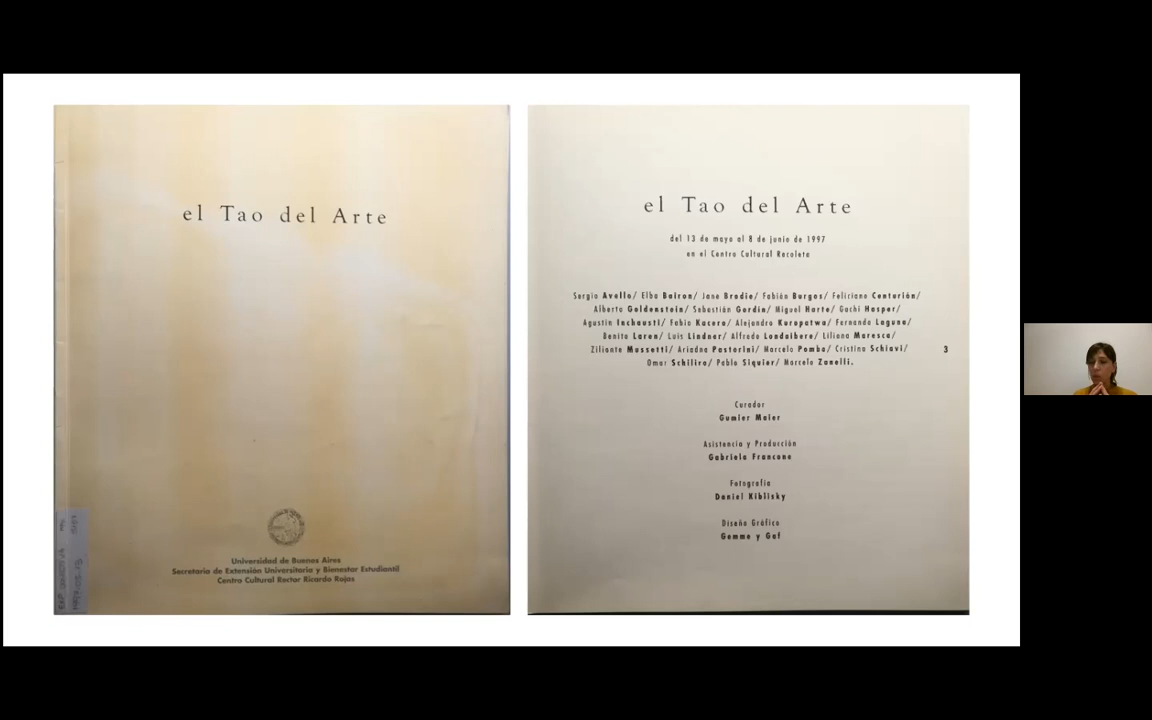 el Tao del Arte
Universidad de Buenos Aires
Secretaría de Extensión Universitaria y Bienestar Estudiantil
Centro Cultural Rector Ricardo Rojas
el Tao del Arte
del 13 de mayo al 8 de junio de 1997
en el Centro Cultural Recoleta
Sergio Avello/ Elba Bairon/ Jane Brodie/ Fabián Burgos/ Feliciano Centurión/
Alberto Goldenstein/ Sebastián Gordín/ Miguel Harte/ Gachi Hasper/
Agustín Inchausti/ Fabio Kacero/ Alejandro Kuropatwa/ Fernanda Laguna/
Benito Laren/ Luis Lindner/ Alfredo Londaibere/ Liliana Maresca/
Ziliante Mussetti/ Ariadna Pastorini/ Marcelo Pombo/ Cristina Schiavi/
Omar Schiliro/ Pablo Siquier/ Marcelo Zanelli.
3
Curador
Gumier Maier
Asistencia y Producción
Gabriela Francone
Fotografía
Daniel Kiblisky
Diseño Gráfico
Gemme y Gaf